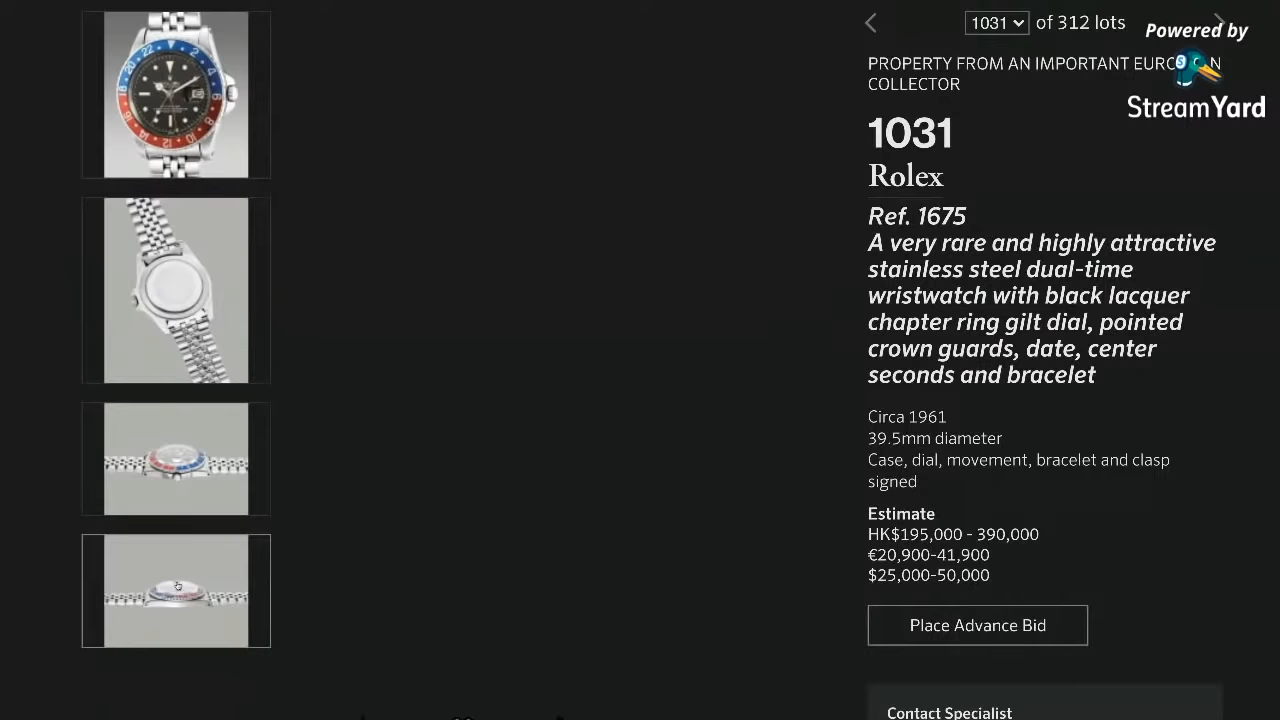 1031 of 312 lots
Powered by
StreamYard
PROPERTY FROM AN IMPORTANT
COLLECTOR
1031
Rolex
Ref. 1675
A very rare and highly attractive
stainless steel dual-time
wristwatch with black lacquer
chapter ring gilt dial, pointed
crown guards, date, center
seconds and bracelet
Circa 1961
39.5mm diameter
Case, dial, movement, bracelet and clasp
signed
Estimate
HK$195,000 - 390,000
€20,900-41,900
$25,000-50,000
Place Advance Bid
Contact Specialist